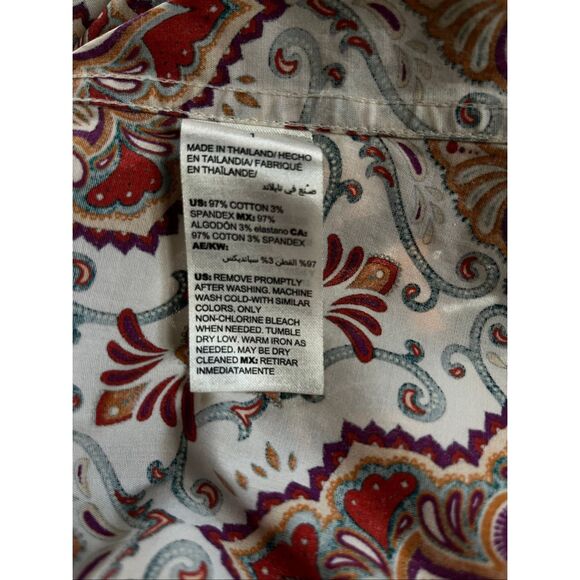 1
MADE IN THAILAND/ HECHO
EN TAILANDIA/ FABRIQUÉ
EN THAÏLANDE/
صنع في تايلاند
US: 97% COTTON 3%
SPANDEX MX: 97%
ALGODÓN 3% elastano CA:
97% COTON 3% SPANDEX
AE/KW:
97% القطن 3% سباندیکس
US: REMOVE PROMPTLY
AFTER WASHING. MACHINE
WASH COLD-WITH SIMILAR
COLORS, ONLY
NON-CHLORINE BLEACH
WHEN NEEDED. TUMBLE
DRY LOW. WARM IRON AS
NEEDED. MAY BE DRY
CLEANED MX: RETIRAR
INMEDIATAMENTE